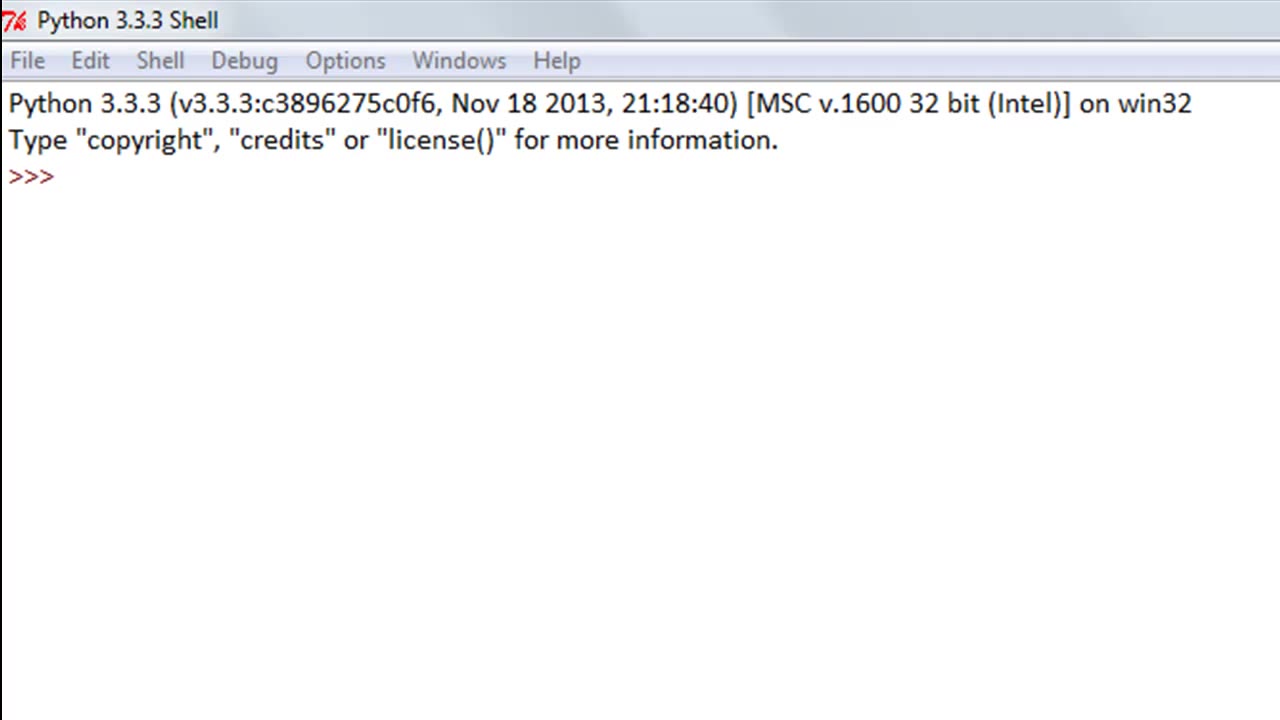 Python 3.3.3 Shell
File Edit Shell Debug Options Windows Help
Python 3.3.3 (v3.3.3:c3896275c0f6, Nov 18 2013, 21:18:40) [MSC v.1600 32 bit (Intel)] on win32
Type "copyright", "credits" or "license()" for more information.
>>>